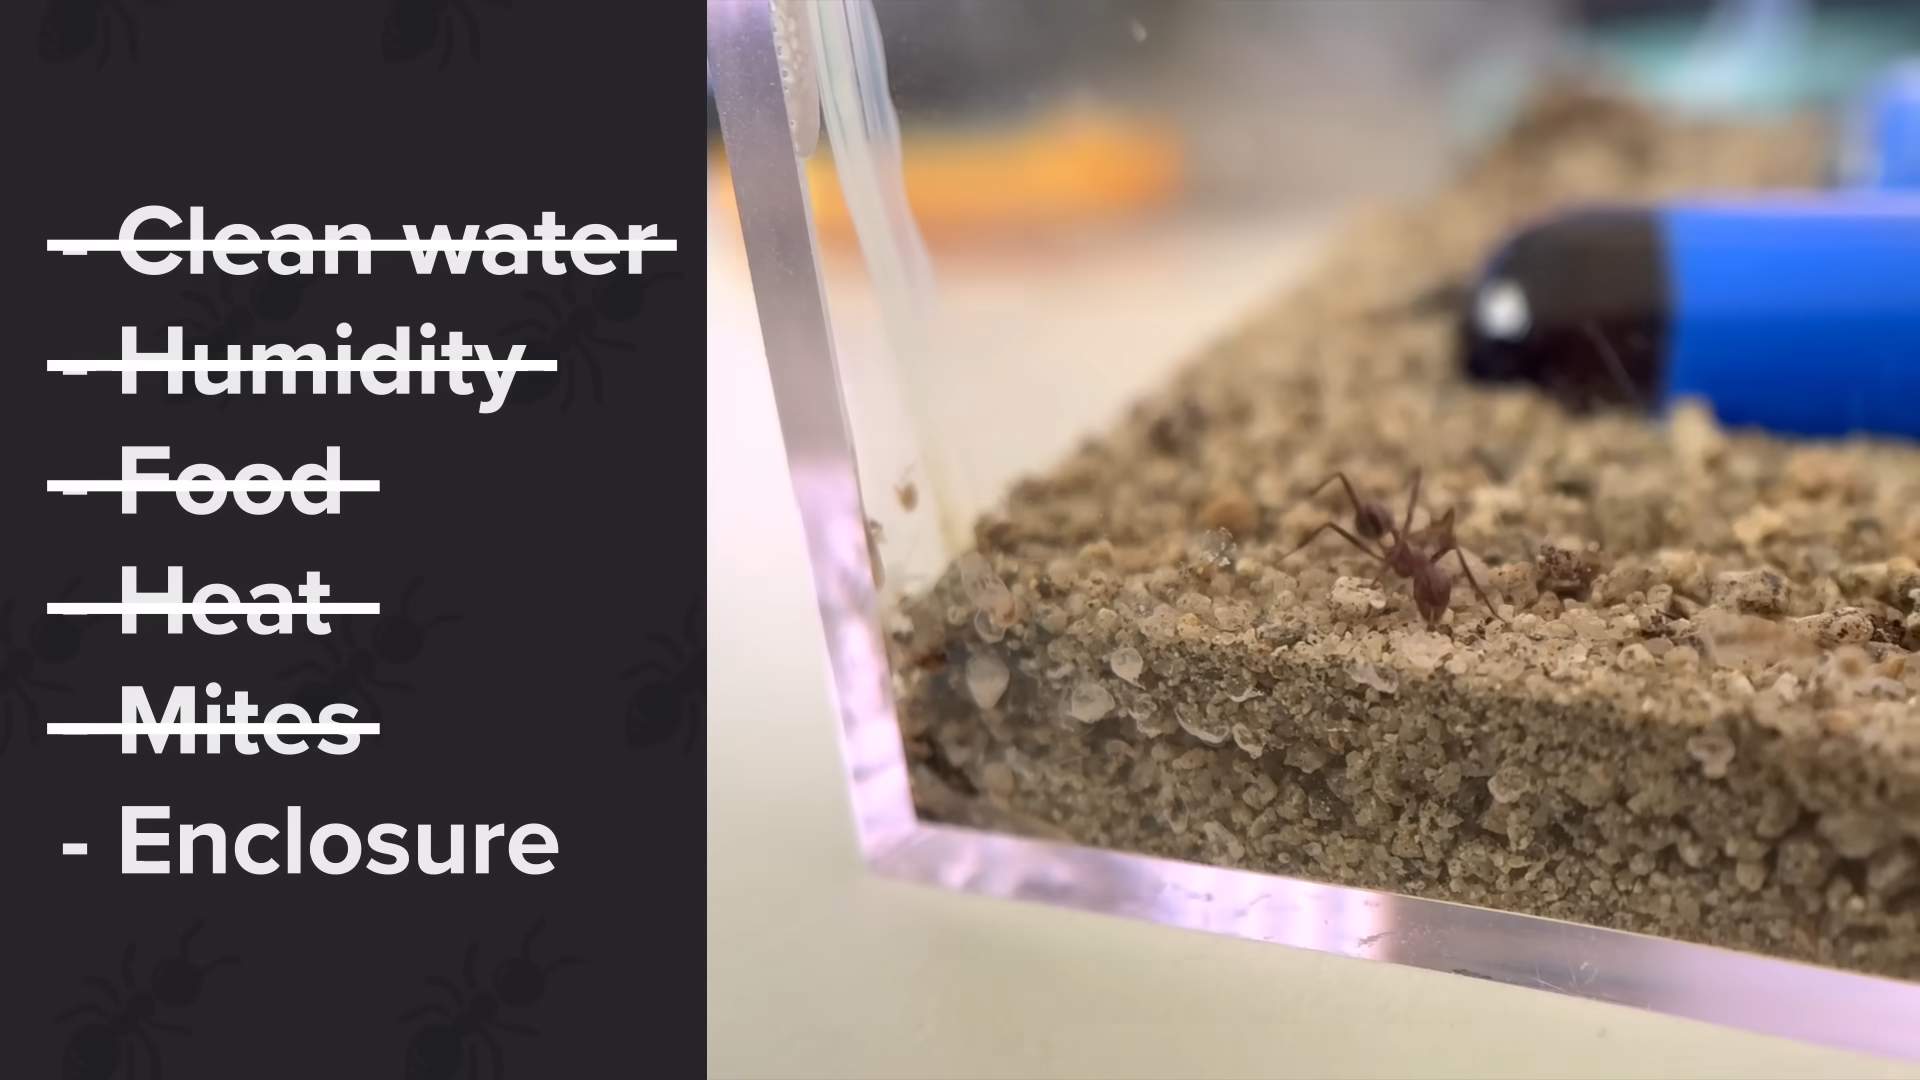 - Clean water
- Humidity
- Food
- Heat
- Mites
- Enclosure